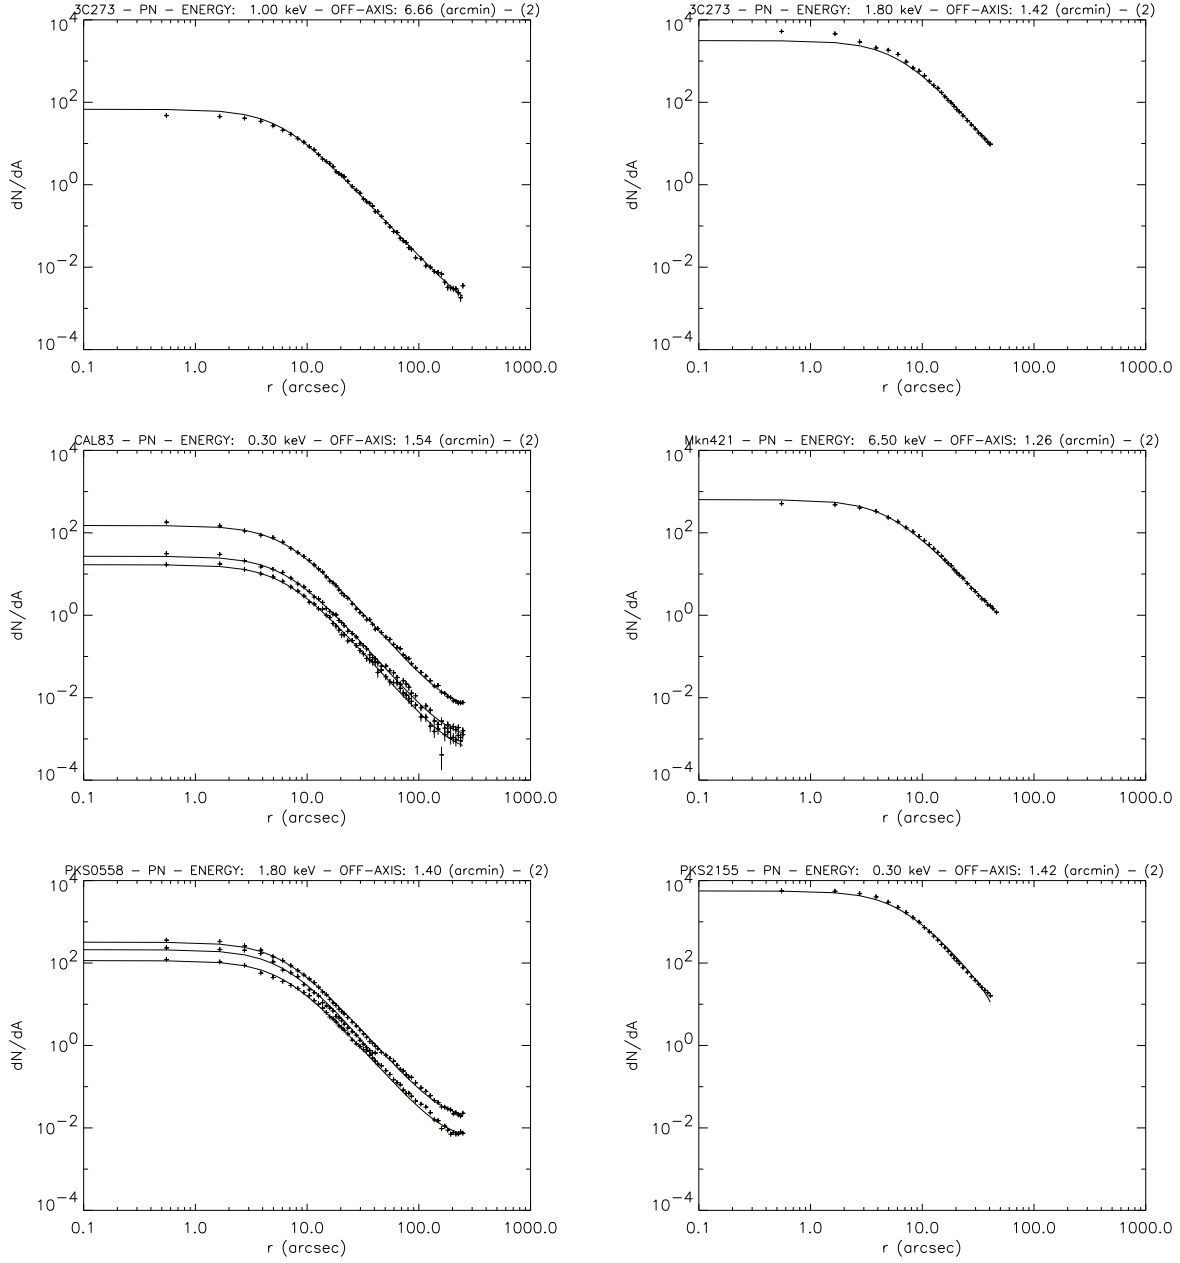 3C273 − PN − ENERGY: 1.00 keV − OFF−AXIS: 6.66 (arcmin) − (2)
10^4
10^2
10^0
10^−2
10^−4
dN/dA
0.1 1.0 10.0 100.0 1000.0
r (arcsec)
3C273 − PN − ENERGY: 1.80 keV − OFF−AXIS: 1.42 (arcmin) − (2)
10^4
10^2
10^0
10^−2
10^−4
dN/dA
0.1 1.0 10.0 100.0 1000.0
r (arcsec)
CAL83 − PN − ENERGY: 0.30 keV − OFF−AXIS: 1.54 (arcmin) − (2)
10^4
10^2
10^0
10^−2
10^−4
dN/dA
0.1 1.0 10.0 100.0 1000.0
r (arcsec)
Mkn421 − PN − ENERGY: 6.50 keV − OFF−AXIS: 1.26 (arcmin) − (2)
10^4
10^2
10^0
10^−2
10^−4
dN/dA
0.1 1.0 10.0 100.0 1000.0
r (arcsec)
PKS0558 − PN − ENERGY: 1.80 keV − OFF−AXIS: 1.40 (arcmin) − (2)
10^4
10^2
10^0
10^−2
10^−4
dN/dA
0.1 1.0 10.0 100.0 1000.0
r (arcsec)
PKS2155 − PN − ENERGY: 0.30 keV − OFF−AXIS: 1.42 (arcmin) − (2)
10^4
10^2
10^0
10^−2
10^−4
dN/dA
0.1 1.0 10.0 100.0 1000.0
r (arcsec)